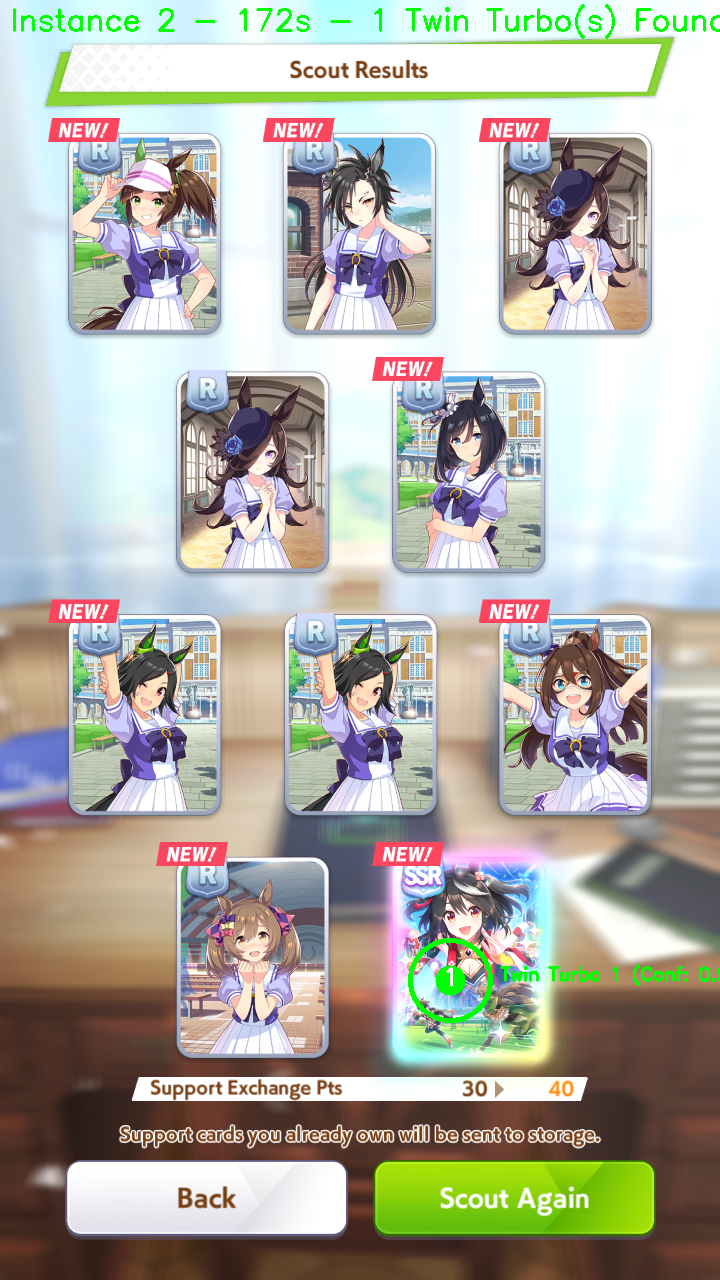 Instance 2 - 172s - 1 Twin Turbo(s)
Scout Results
NEW! NEW! NEW!
R R R
NEW!
R R
NEW! NEW!
R R R
NEW! NEW!
R SSR
1 Twin Turbo 1 (Conf:
Support Exchange Pts 30 40
Support cards you already own will be sent to storage.
Back Scout Again